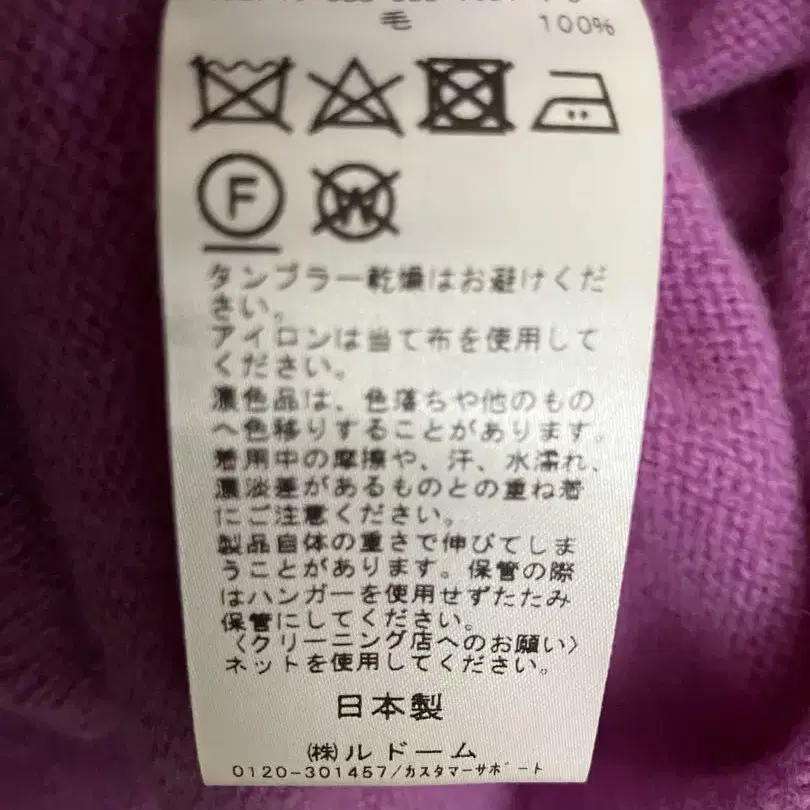 毛 100%
F
W
タンブラー乾燥はお避けくだ
さい。
アイロンは当て布を使用して
ください。
濃色品は、色落ちや他のもの
へ色移りすることがあります。
着用中の摩擦や、汗、水濡れ、
濃淡差があるものとの重ね着
にご注意ください。
製品自体の重さで伸びてしま
うことがあります。保管の際
はハンガーを使用せずたたみ
保管にしてください。
〈クリーニング店へのお願い〉
ネットを使用してください。
日本製
㈱ルドーム
0120-301457/カスタマーサポート